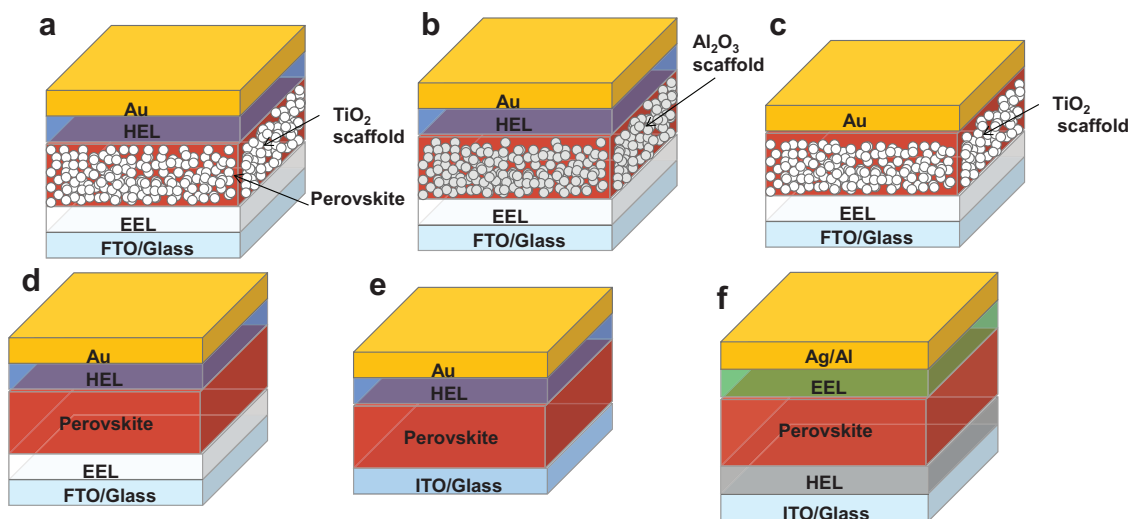 a
Au
HEL
TiO₂
scaffold
Perovskite
EEL
FTO/Glass
b
Al₂O₃
scaffold
Au
HEL
EEL
FTO/Glass
c
Au
TiO₂
scaffold
EEL
FTO/Glass
d
Au
HEL
Perovskite
EEL
FTO/Glass
e
Au
HEL
Perovskite
ITO/Glass
f
Ag/Al
EEL
Perovskite
HEL
ITO/Glass